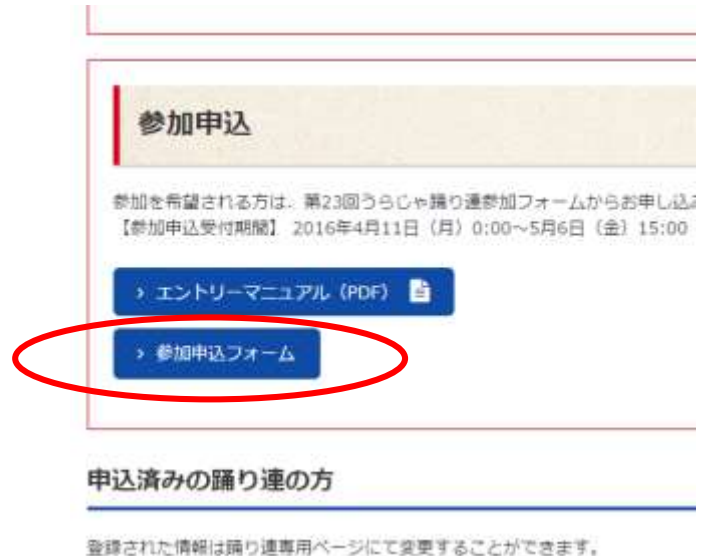 参加申込
参加を希望される方は、第23回うらじゃ踊り連参加フォームからお申し込み
【参加申込受付期間】 2016年4月11日（月）0:00～5月6日（金）15:00
› エントリーマニュアル（PDF）
› 参加申込フォーム
申込済みの踊り連の方
登録された情報は踊り連専用ページにて変更することができます。